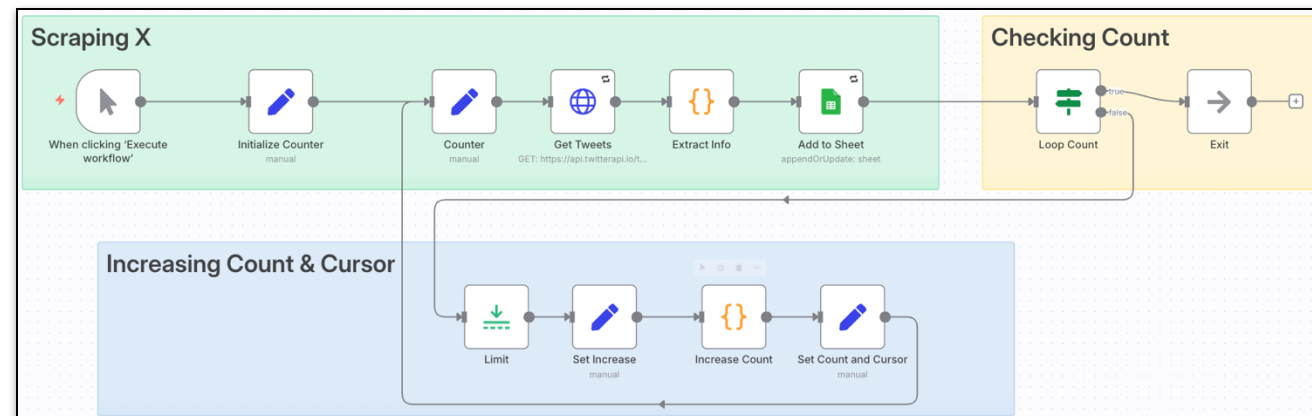 Scraping X
Checking Count
When clicking ‘Execute
workflow’
Initialize Counter
manual
Counter
manual
Get Tweets
GET: https://api.twitterapi.io/t...
Extract Info
Add to Sheet
appendOrUpdate: sheet
true
false
Loop Count
Exit
Increasing Count & Cursor
Limit
Set Increase
manual
Increase Count
Set Count and Cursor
manual